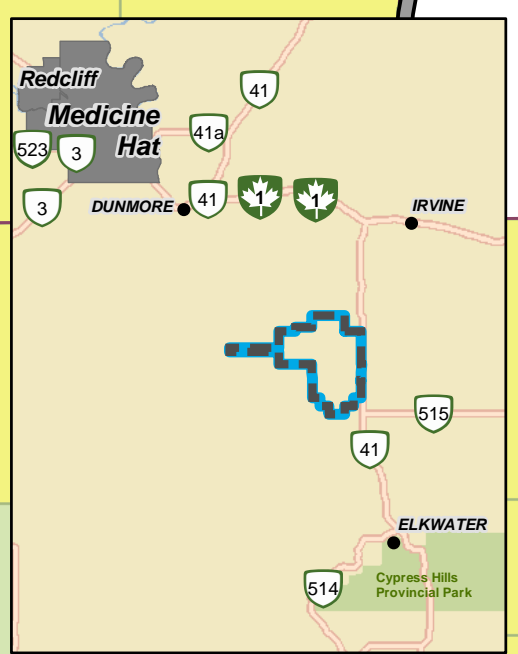 Redcliff
Medicine
Hat
41
41a
523
3
3
DUNMORE
41
1
1
IRVINE
515
41
ELKWATER
514
Cypress Hills
Provincial Park